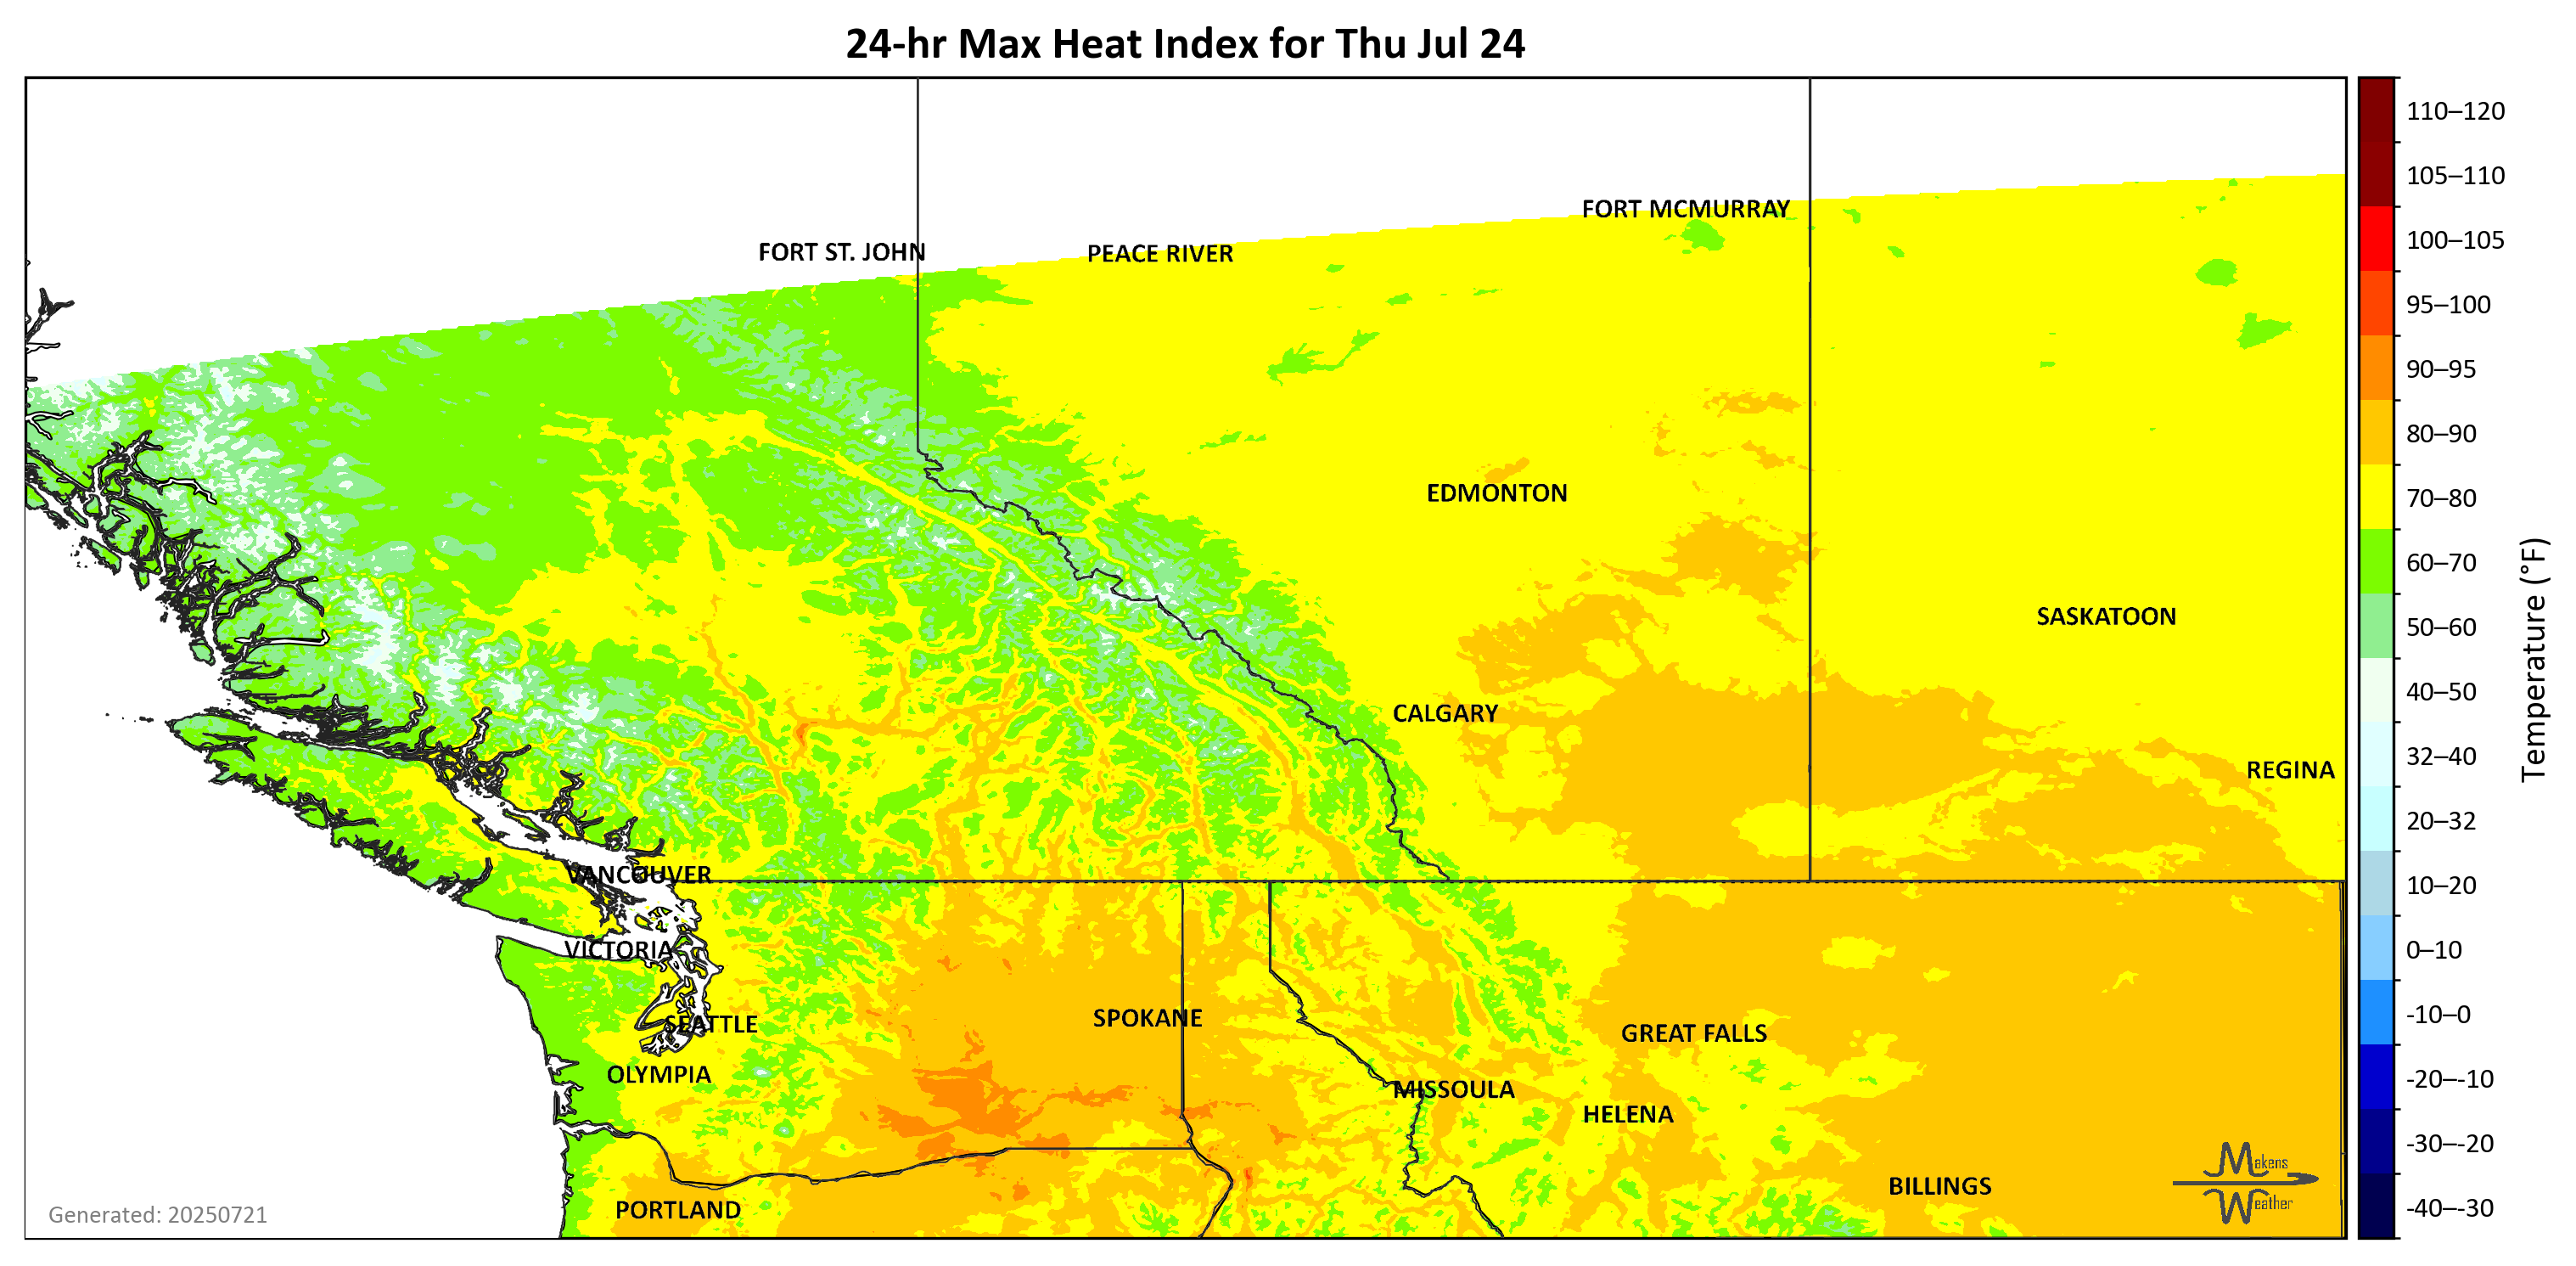 24-hr Max Heat Index for Thu Jul 24
110–120
105–110
100–105
95–100
90–95
80–90
70–80
60–70
50–60
40–50
32–40
20–32
10–20
0–10
-10–0
-20–-10
-30–-20
-40–-30
Temperature (°F)
FORT MCMURRAY
FORT ST. JOHN
PEACE RIVER
EDMONTON
SASKATOON
CALGARY
REGINA
VANCOUVER
VICTORIA
SEATTLE
SPOKANE
GREAT FALLS
OLYMPIA
MISSOULA
HELENA
BILLINGS
PORTLAND
Makens
Weather
Generated: 20250721